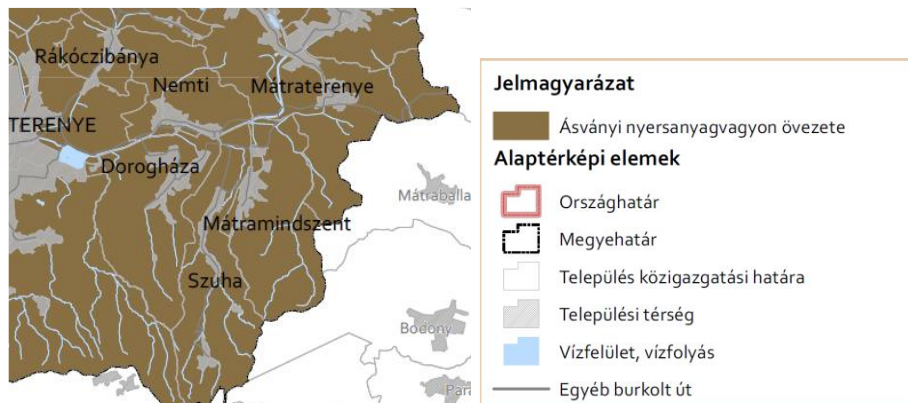 Rákóczibánya
Nemti
Mátraterenye
TERENYE
Dorogháza
Mátraballa
Mátramindszent
Szuha
Bodony
Para
Jelmagyarázat
Ásványi nyersanyagvagyon övezete
Alaptérképi elemek
Országhatár
Megyehatár
Település közigazgatási határa
Települési térség
Vízfelület, vízfolyás
Egyéb burkolt út